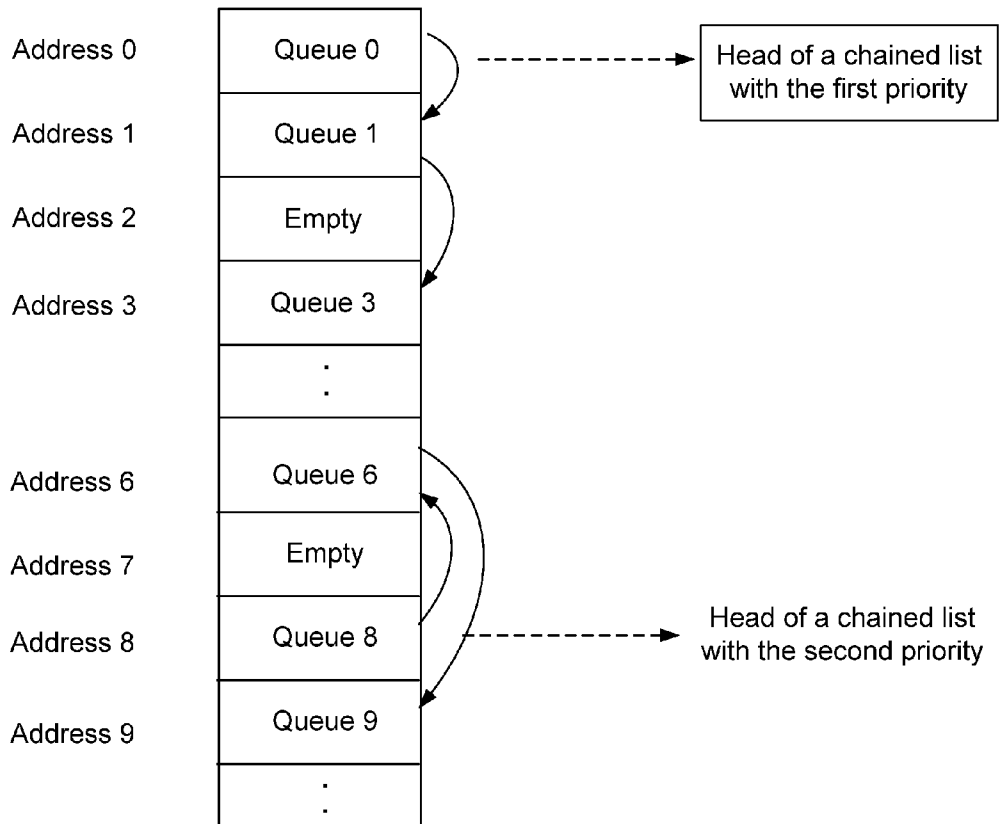 Address 0
Queue 0
Head of a chained list
with the first priority
Address 1
Queue 1
Address 2
Empty
Address 3
Queue 3
:
Address 6
Queue 6
Address 7
Empty
Address 8
Queue 8
Head of a chained list
with the second priority
Address 9
Queue 9
: